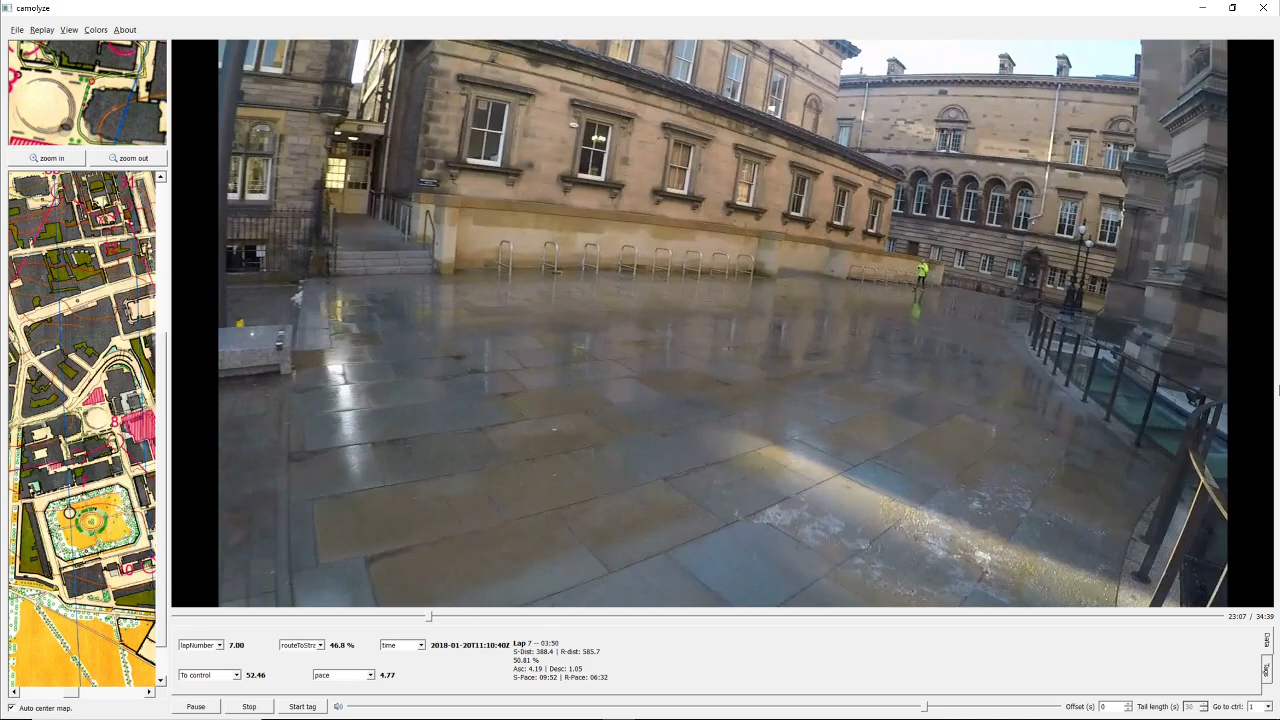 camolyze
File Replay View Colors About
zoom in zoom out
23:07 / 34:39
lapNumber 7.00 routeToStra 46.8 % time 2018-01-20T11:10:40Z
Lap 7 -- 03:50
S-Dist: 388.4 | R-dist: 585.7
50.81 %
Asc: 4.19 | Desc: 1.05
S-Pace: 09:52 | R-Pace: 06:32
To control 52.46 pace 4.77
Data
Tags
Auto center map.
Pause Stop Start tag Offset (s) 0 Tail length (s) 30 Go to ctrl: 1